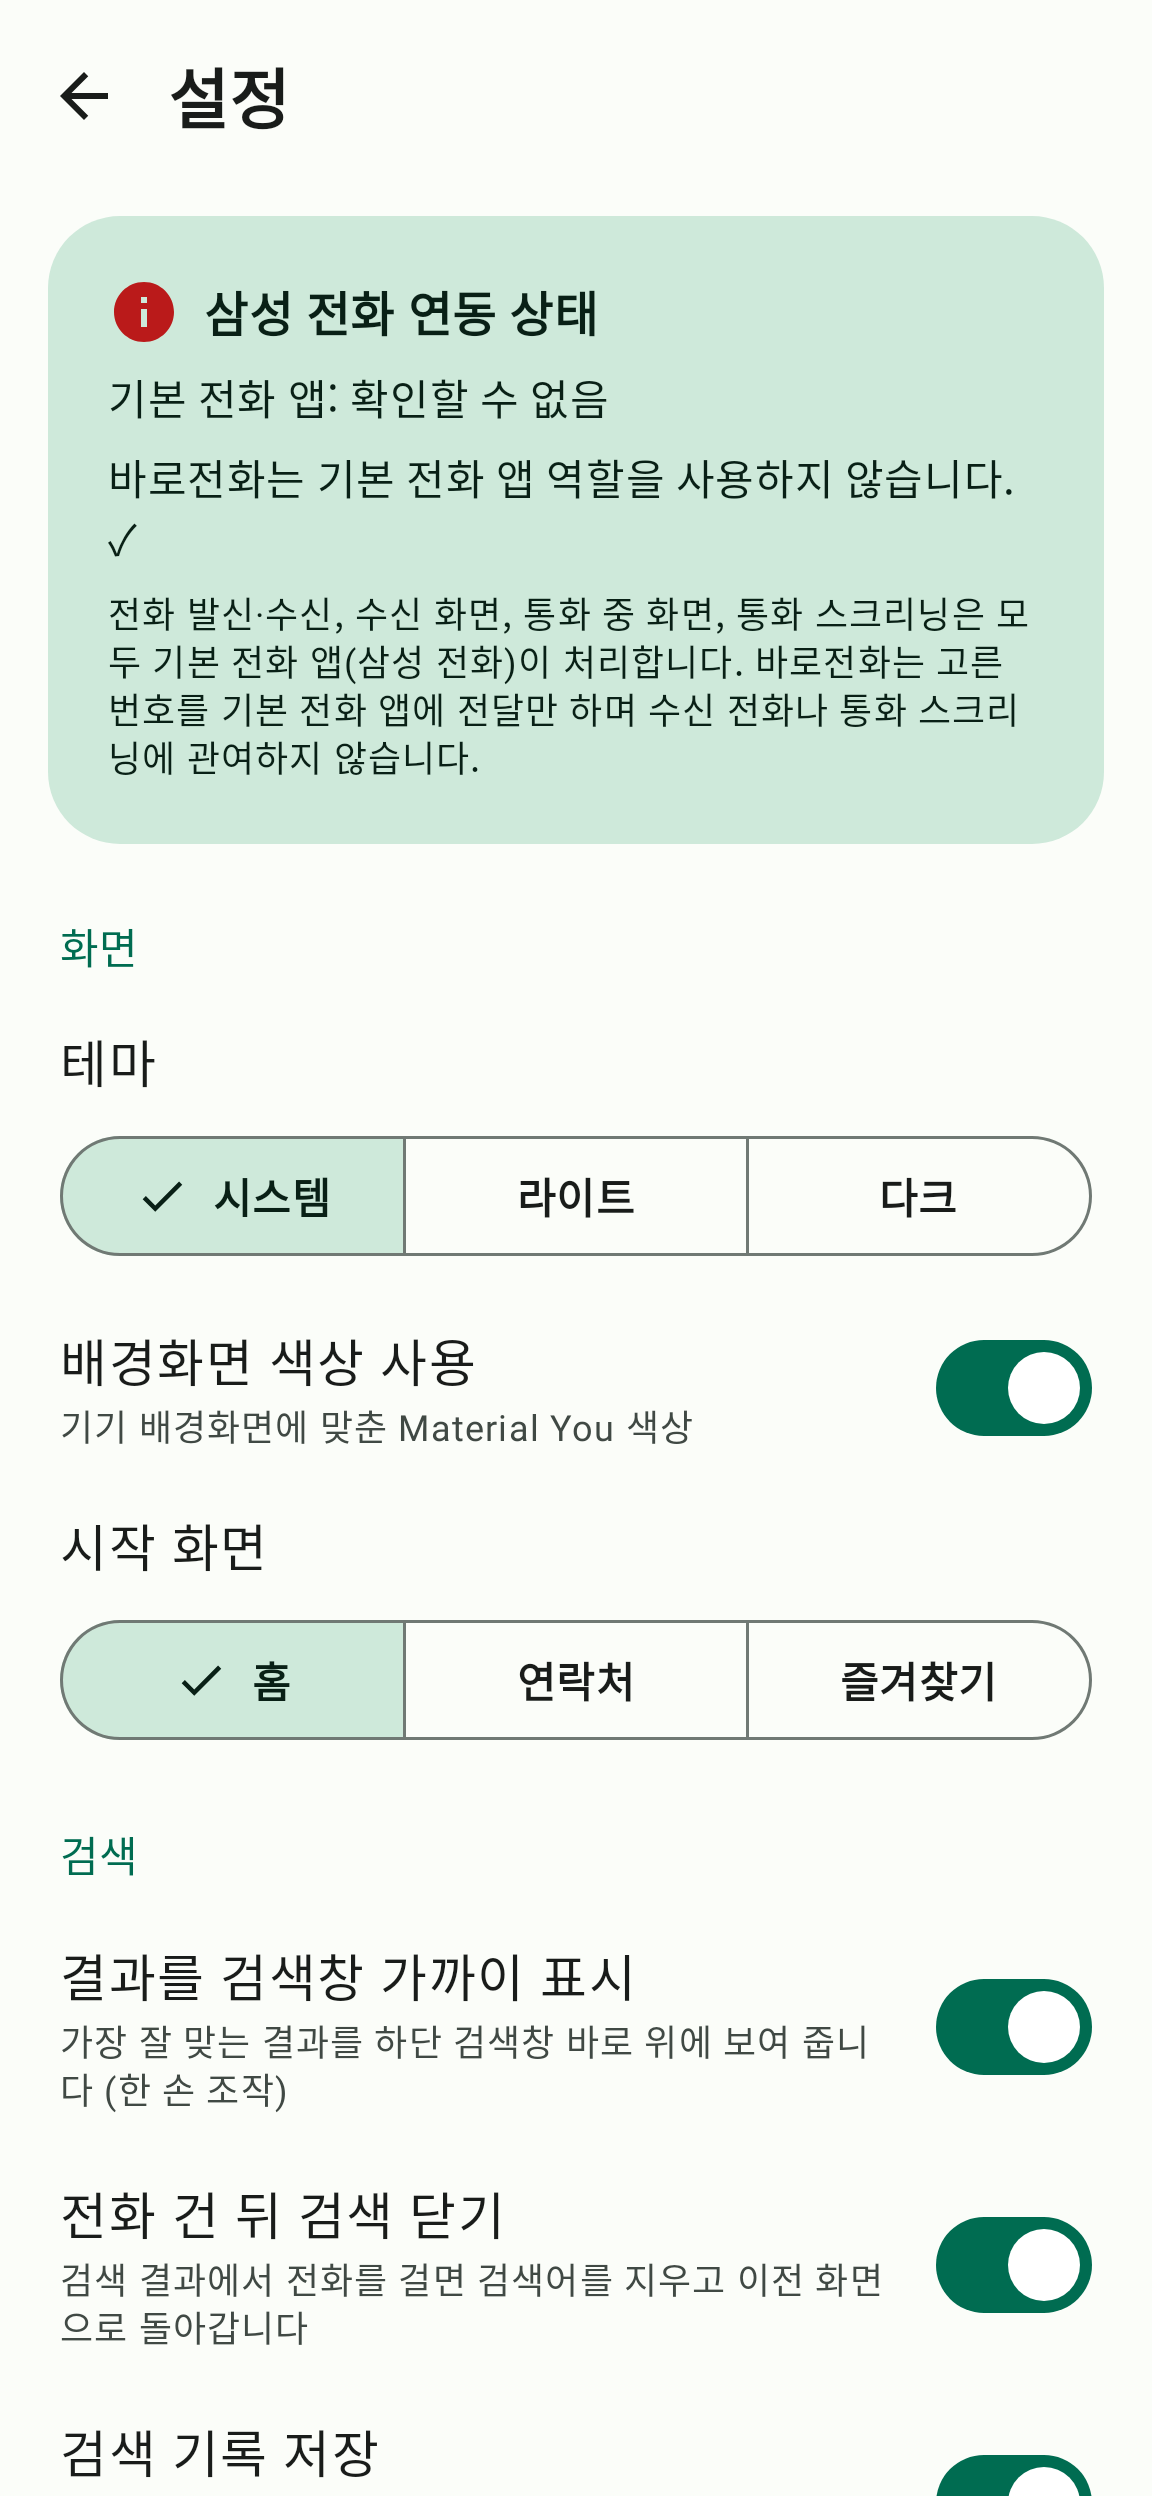 설정
삼성 전화 연동 상태
기본 전화 앱: 확인할 수 없음
바로전화는 기본 전화 앱 역할을 사용하지 않습니다.
✓
전화 발신·수신, 수신 화면, 통화 중 화면, 통화 스크리닝은 모
두 기본 전화 앱(삼성 전화)이 처리합니다. 바로전화는 고른
번호를 기본 전화 앱에 전달만 하며 수신 전화나 통화 스크리
닝에 관여하지 않습니다.
화면
테마
시스템 라이트 다크
배경화면 색상 사용
기기 배경화면에 맞춘 Material You 색상
시작 화면
홈 연락처 즐겨찾기
검색
결과를 검색창 가까이 표시
가장 잘 맞는 결과를 하단 검색창 바로 위에 보여 줍니
다 (한 손 조작)
전화 건 뒤 검색 닫기
검색 결과에서 전화를 걸면 검색어를 지우고 이전 화면
으로 돌아갑니다
검색 기록 저장